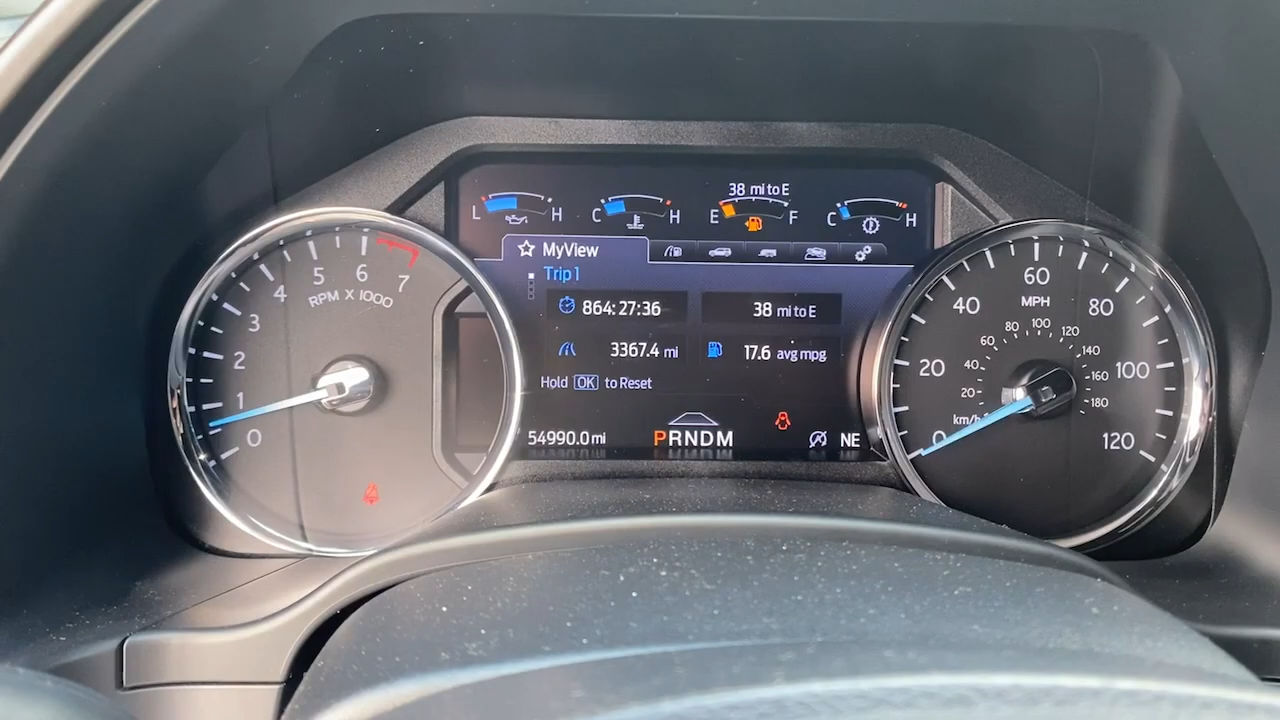 38 mi to E
L H C H E F C H
MyView
Trip 1
864:27:36 38 mi to E
3367.4 mi 17.6 avg mpg
Hold OK to Reset
54990.0 mi PRNDM NE
0 1 2 3 4 5 6 7
RPM X 1000
0 20 40 60 80 100 120
MPH
km/h 20 40 60 80 100 120 140 160 180